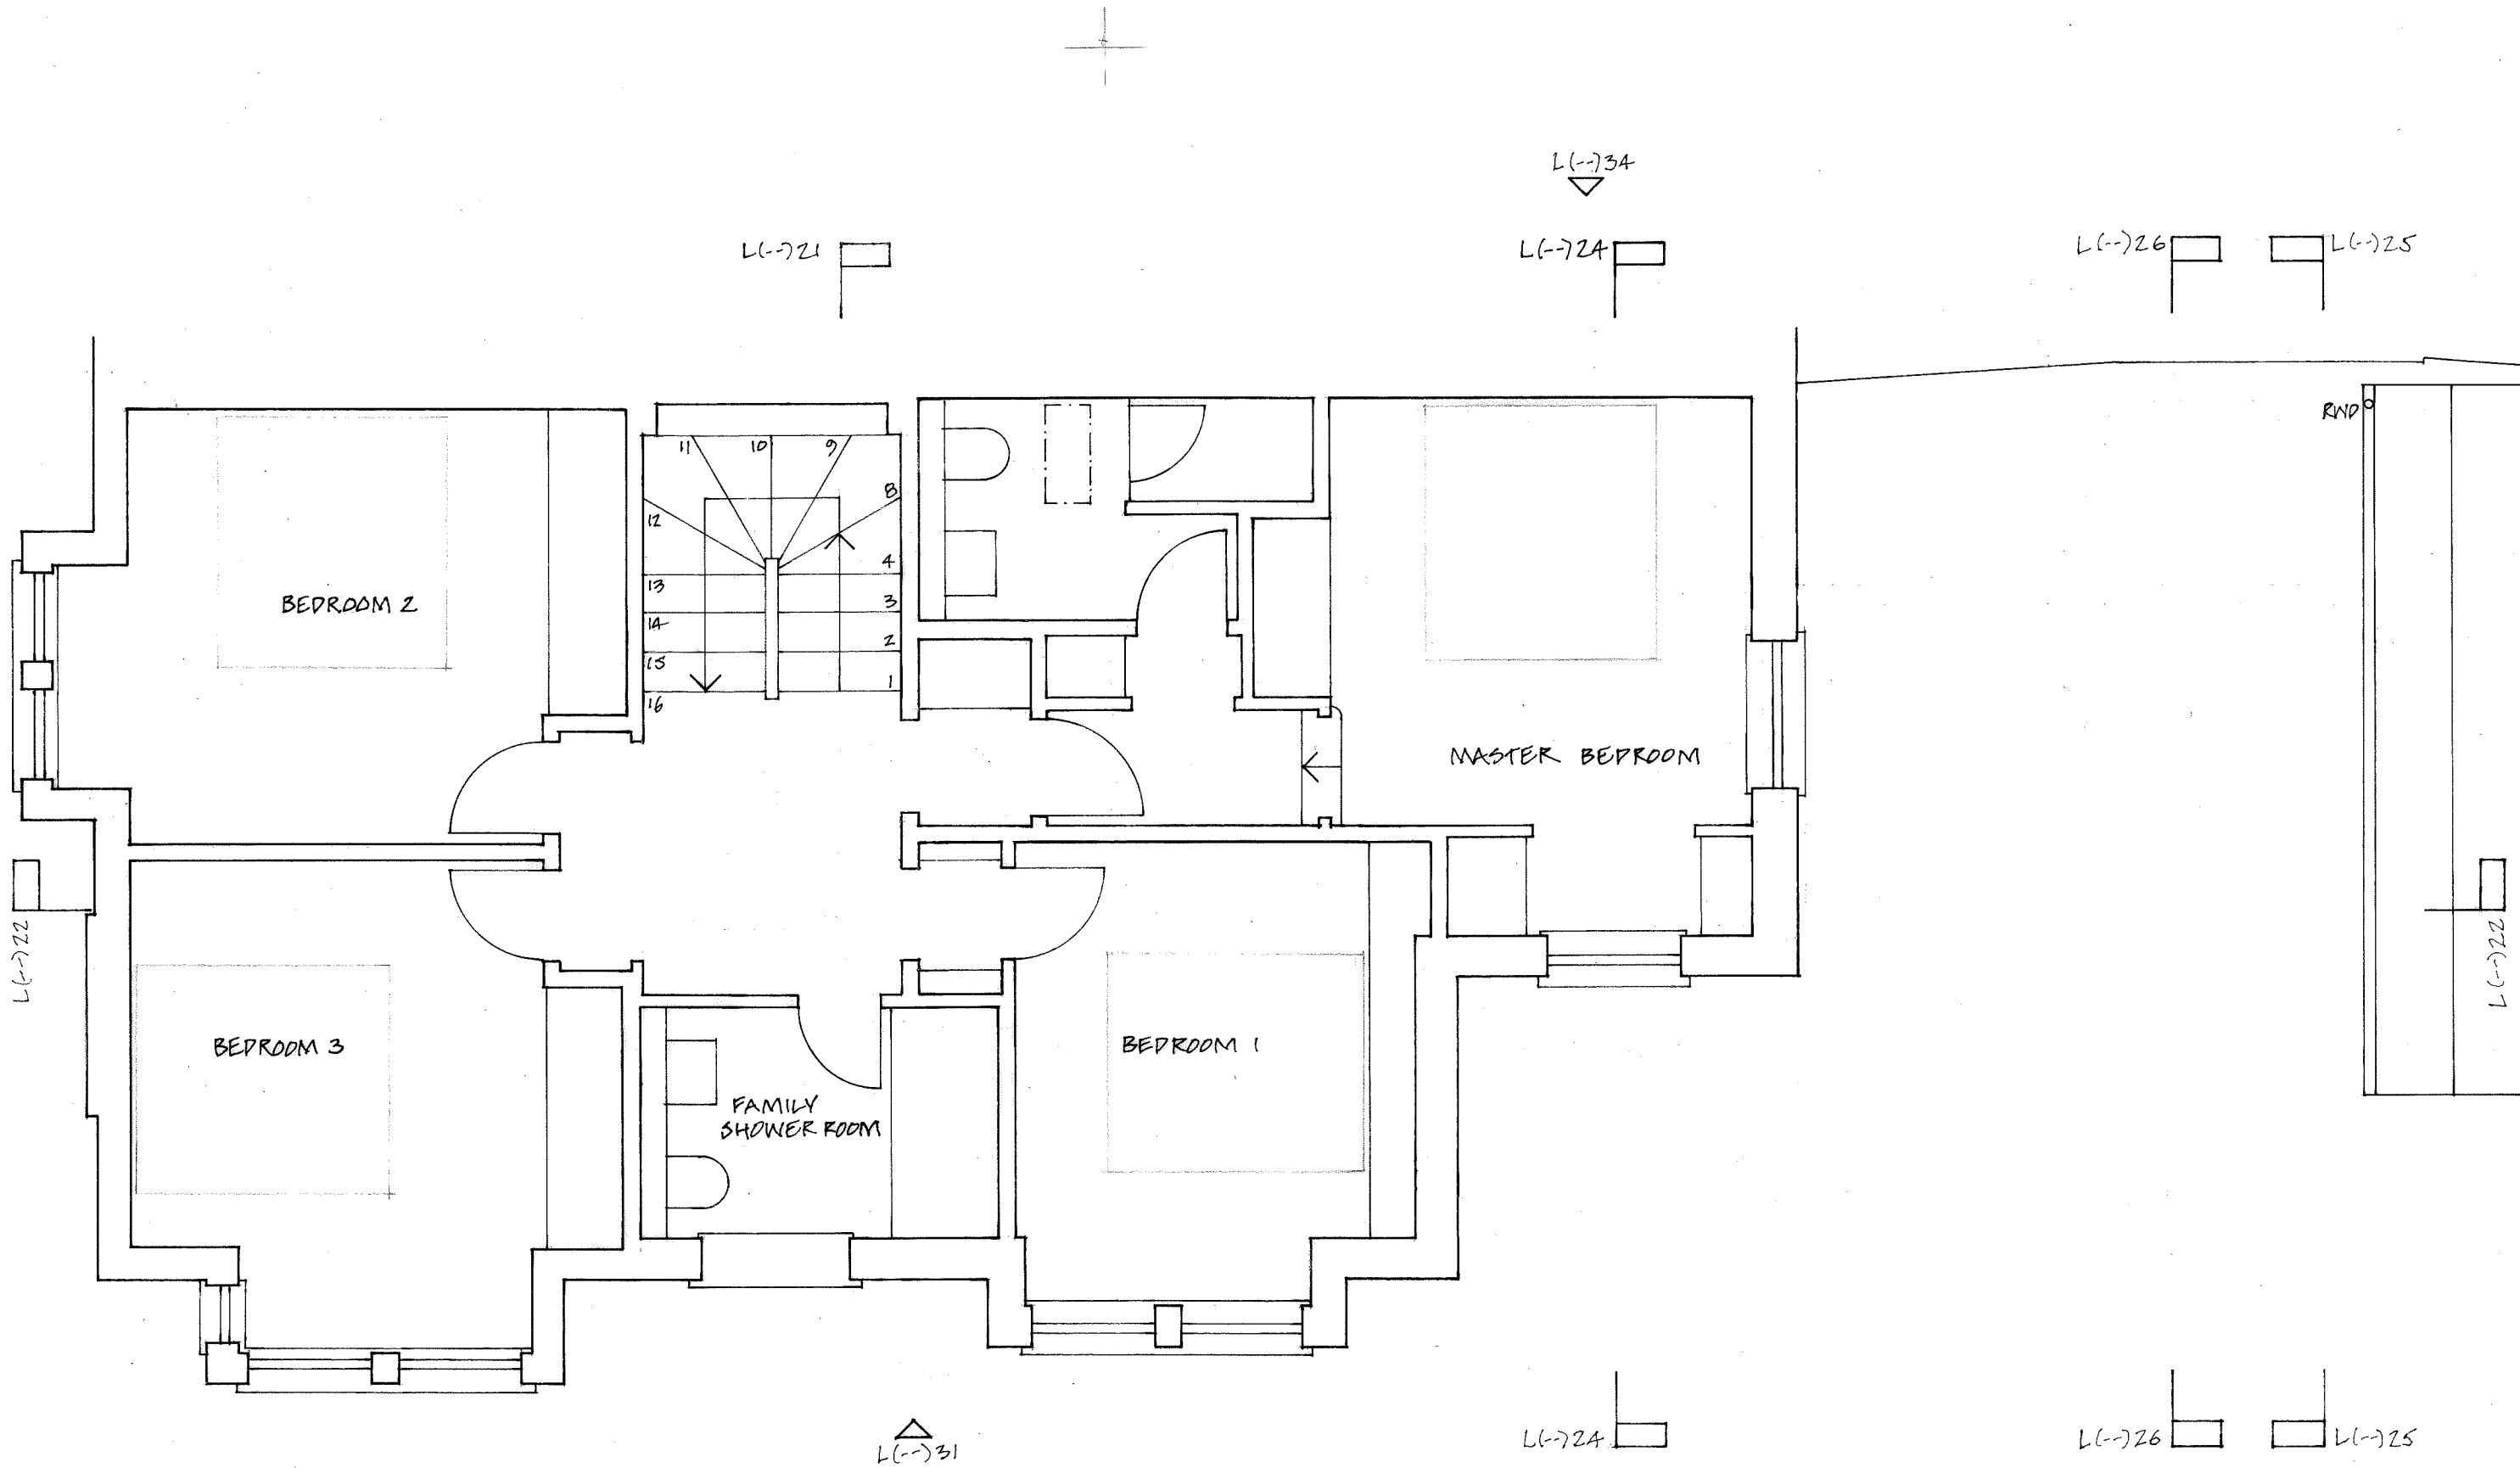 L(--)34
L(--)21
L(--)24
L(--)26
L(--)25
RWD
11
10
9
8
12
4
13
3
14
2
15
1
16
BEDROOM 2
MASTER BEDROOM
L(--)22
L(--)22
BEDROOM 3
FAMILY
SHOWER ROOM
BEDROOM 1
L(--)31
L(--)24
L(--)26
L(--)25